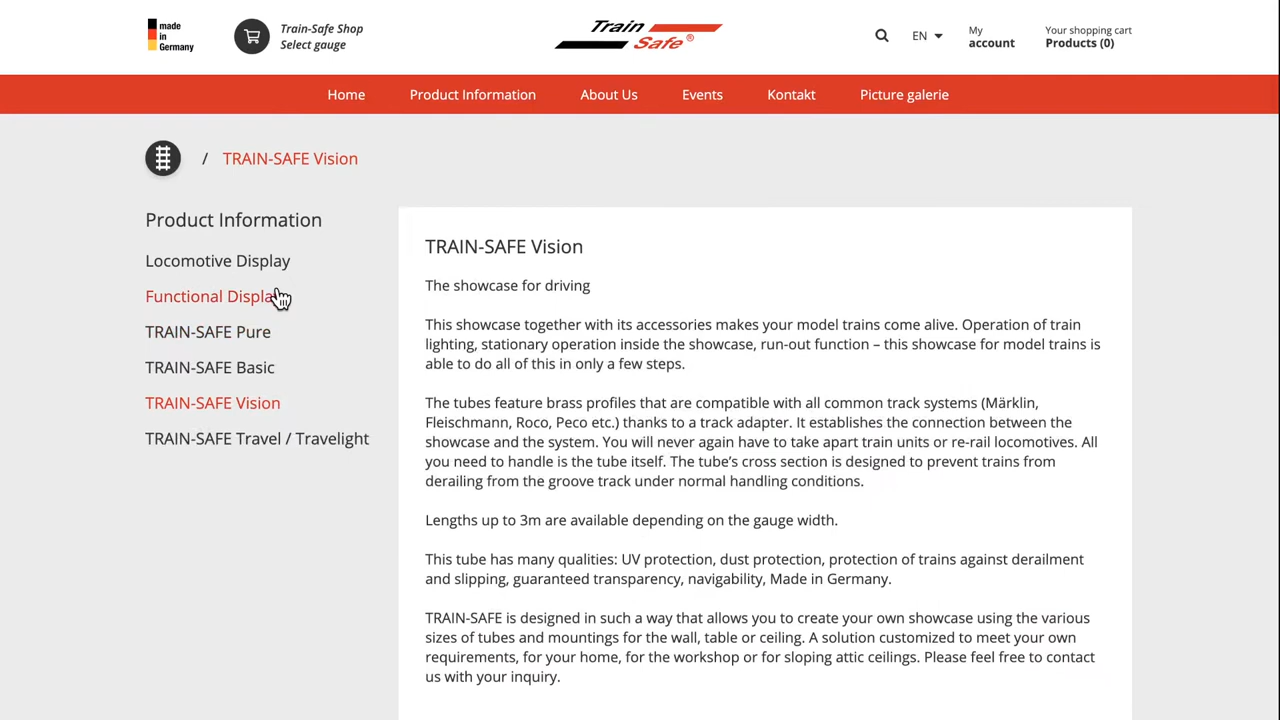 made
in
Germany
Train-Safe Shop
Select gauge
Train
Safe®
EN
My
account
Your shopping cart
Products (0)
Home
Product Information
About Us
Events
Kontakt
Picture galerie
/ TRAIN-SAFE Vision
Product Information
Locomotive Display
Functional Display
TRAIN-SAFE Pure
TRAIN-SAFE Basic
TRAIN-SAFE Vision
TRAIN-SAFE Travel / Travelight
TRAIN-SAFE Vision
The showcase for driving
This showcase together with its accessories makes your model trains come alive. Operation of train
lighting, stationary operation inside the showcase, run-out function – this showcase for model trains is
able to do all of this in only a few steps.
The tubes feature brass profiles that are compatible with all common track systems (Märklin,
Fleischmann, Roco, Peco etc.) thanks to a track adapter. It establishes the connection between the
showcase and the system. You will never again have to take apart train units or re-rail locomotives. All
you need to handle is the tube itself. The tube’s cross section is designed to prevent trains from
derailing from the groove track under normal handling conditions.
Lengths up to 3m are available depending on the gauge width.
This tube has many qualities: UV protection, dust protection, protection of trains against derailment
and slipping, guaranteed transparency, navigability, Made in Germany.
TRAIN-SAFE is designed in such a way that allows you to create your own showcase using the various
sizes of tubes and mountings for the wall, table or ceiling. A solution customized to meet your own
requirements, for your home, for the workshop or for sloping attic ceilings. Please feel free to contact
us with your inquiry.